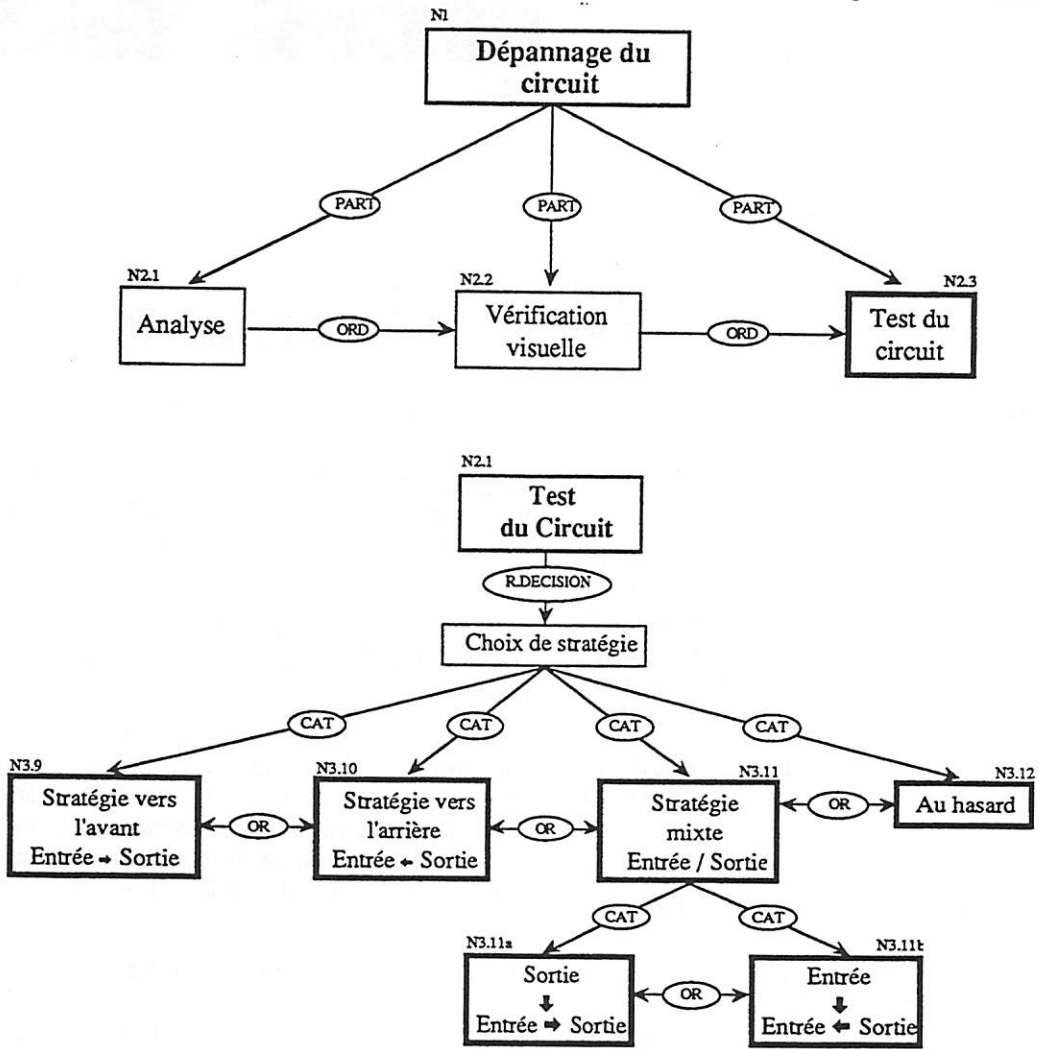 N1
Dépannage du
circuit
PART
PART
PART
N2.1
N2.2
N2.3
Analyse
ORD
Vérification
visuelle
ORD
Test du
circuit
N2.1
Test
du Circuit
R.DECISION
Choix de stratégie
CAT
CAT
CAT
CAT
N3.9
N3.10
N3.11
N3.12
Stratégie vers
l'avant
Entrée → Sortie
OR
Stratégie vers
l'arrière
Entrée ← Sortie
OR
Stratégie
mixte
Entrée / Sortie
OR
Au hasard
CAT
CAT
N3.11a
N3.11b
Sortie
↓
Entrée → Sortie
OR
Entrée
↓
Entrée ← Sortie